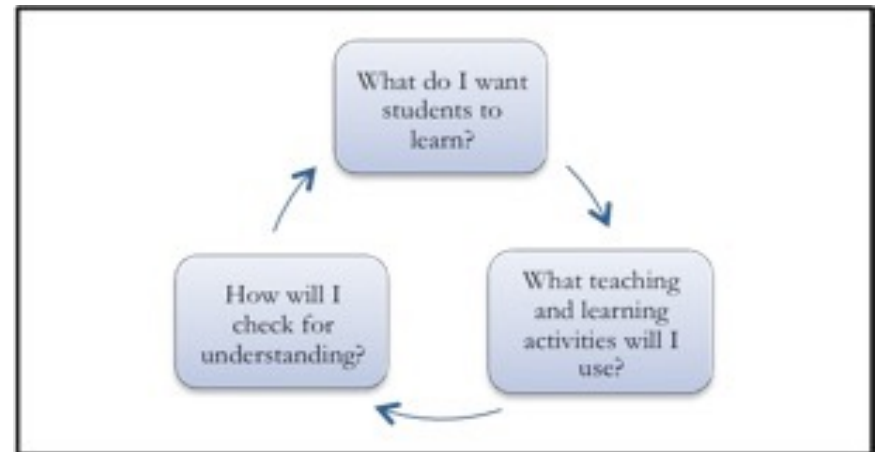 What do I want
students to
learn?
What teaching
and learning
activities will I
use?
How will I
check for
understanding?